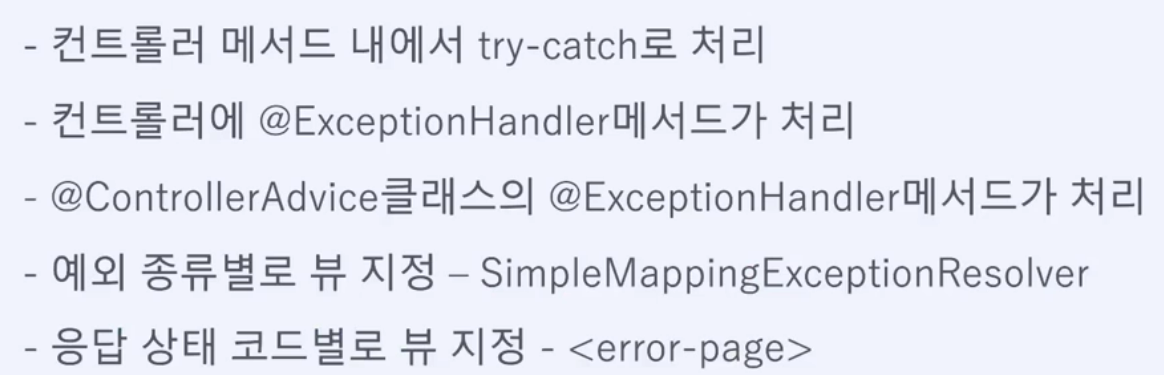 - 컨트롤러 메서드 내에서 try-catch로 처리
- 컨트롤러에 @ExceptionHandler메서드가 처리
- @ControllerAdvice클래스의 @ExceptionHandler메서드가 처리
- 예외 종류별로 뷰 지정 – SimpleMappingExceptionResolver
- 응답 상태 코드별로 뷰 지정 - <error-page>